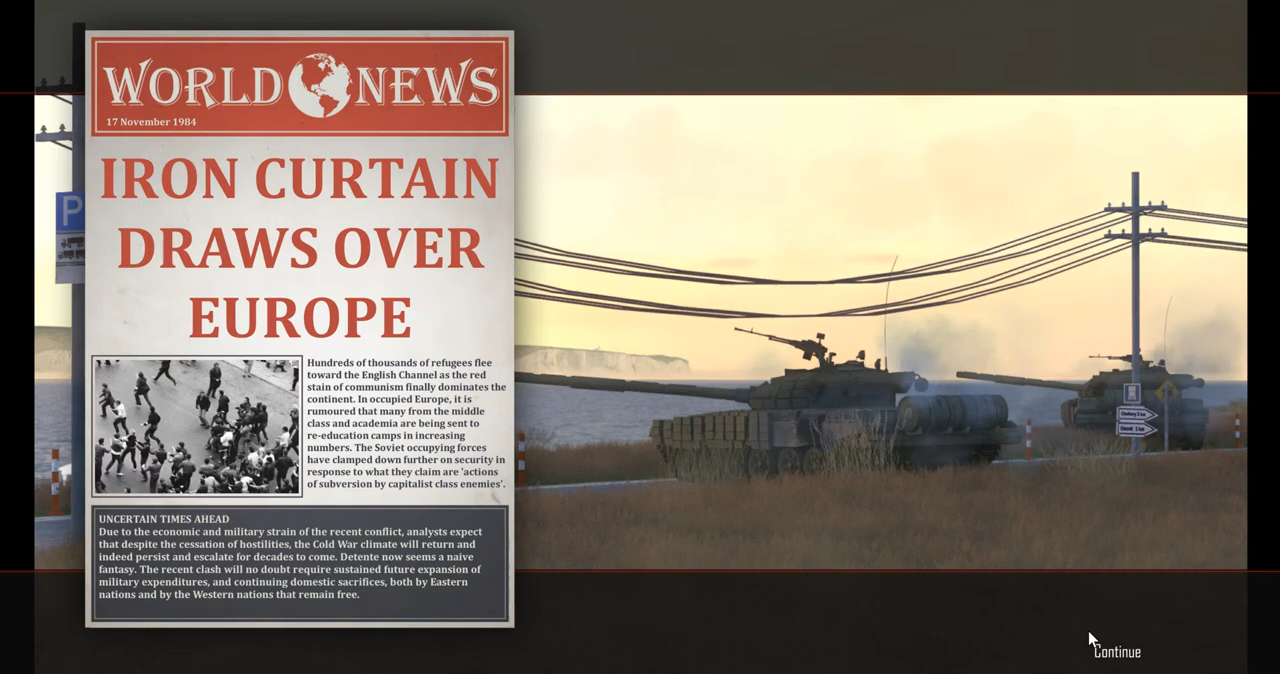 WORLD NEWS
17 November 1984
IRON CURTAIN
DRAWS OVER
EUROPE
Hundreds of thousands of refugees flee
toward the English Channel as the red
stain of communism finally dominates the
continent. In occupied Europe, it is
rumoured that many from the middle
class and academia are being sent to
re-education camps in increasing
numbers. The Soviet occupying forces
have clamped down further on security in
response to what they claim are 'actions
of subversion by capitalist class enemies'.
UNCERTAIN TIMES AHEAD
Due to the economic and military strain of the recent conflict, analysts expect
that despite the cessation of hostilities, the Cold War climate will return and
indeed persist and escalate for decades to come. Detente now seems a naive
fantasy. The recent clash will no doubt require sustained future expansion of
military expenditures, and continuing domestic sacrifices, both by Eastern
nations and by the Western nations that remain free.
P
Continue